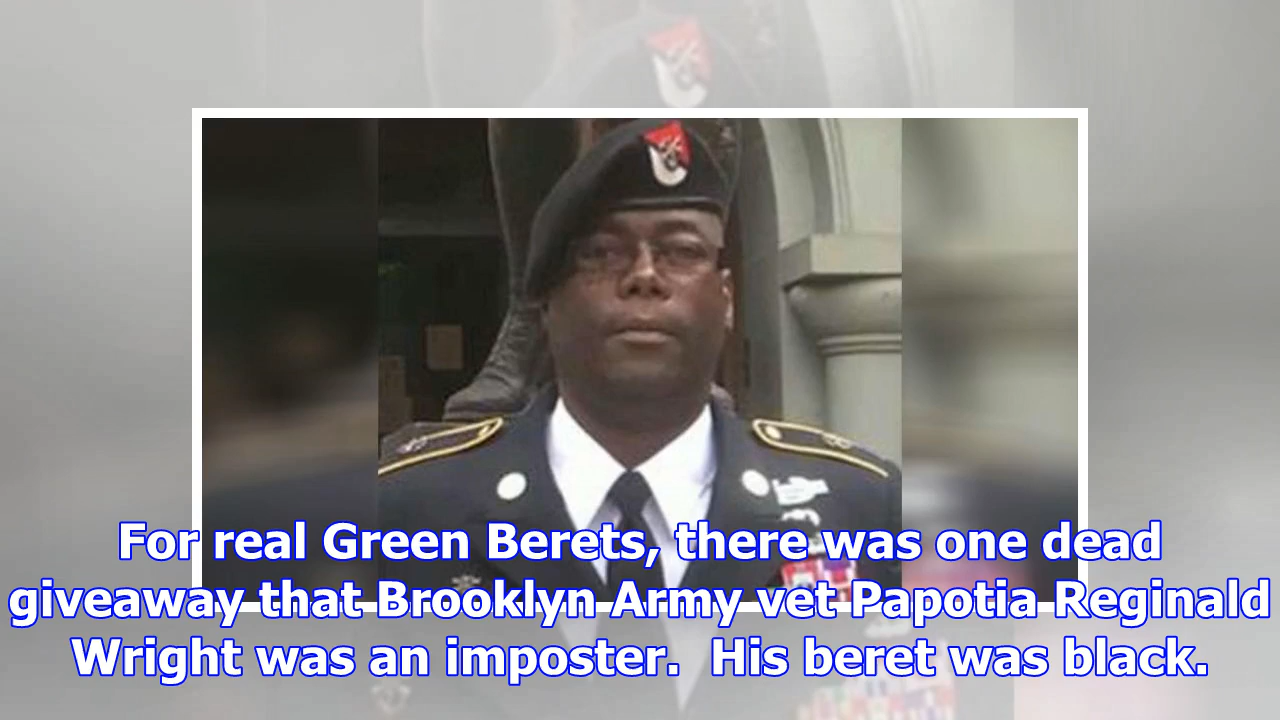 For real Green Berets, there was one dead
giveaway that Brooklyn Army vet Papotia Reginald
Wright was an imposter.  His beret was black.